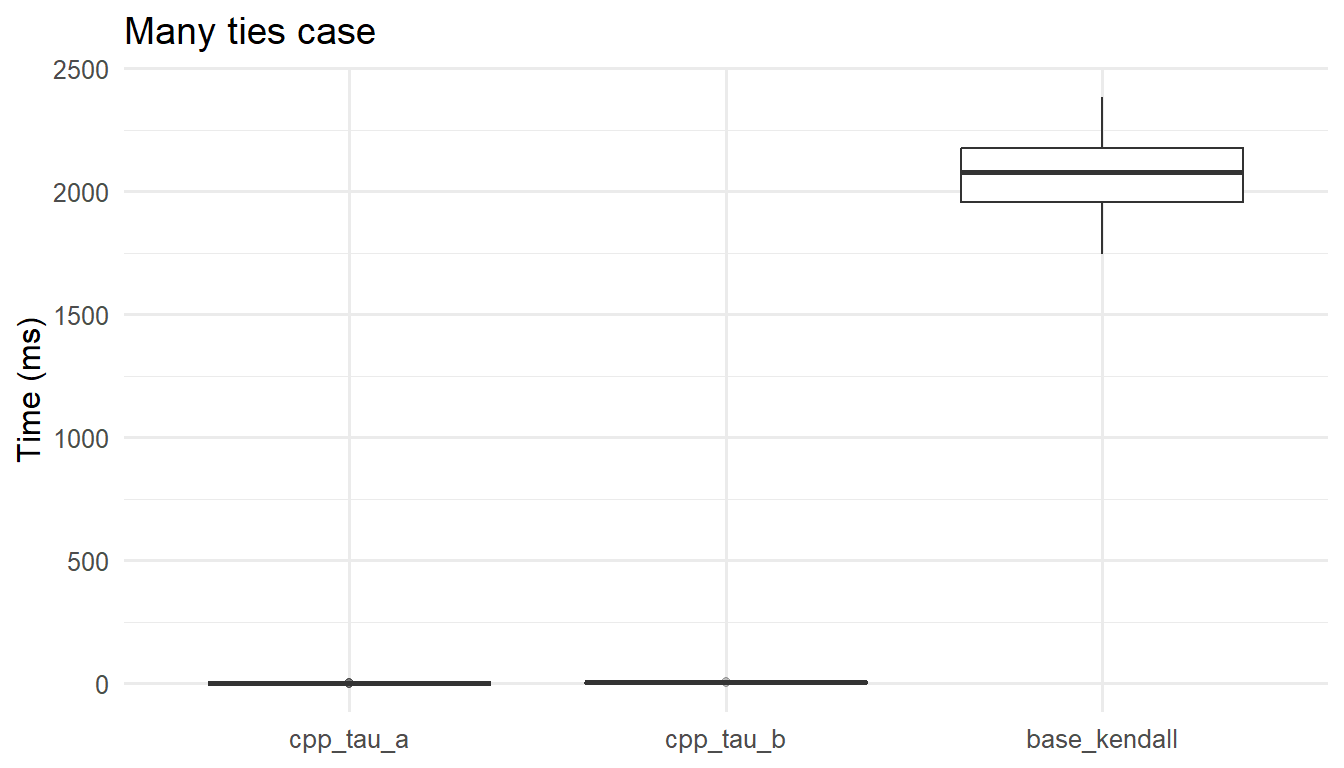 Many ties case
Time (ms)
2500
2000
1500
1000
500
0
cpp_tau_a
cpp_tau_b
base_kendall